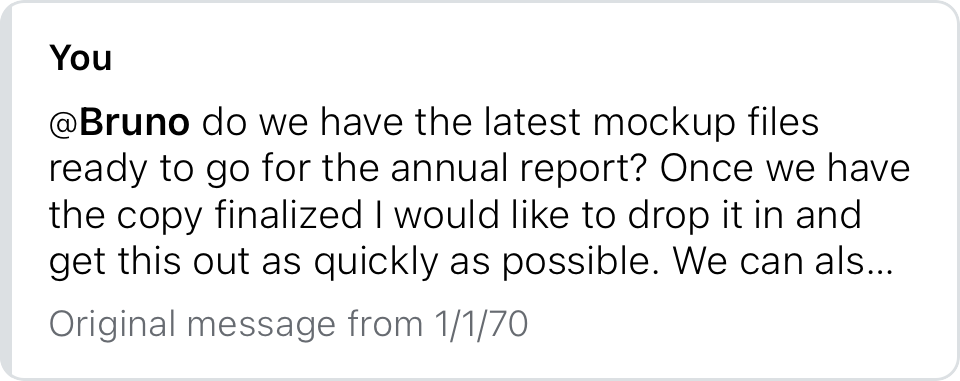 You
@Bruno do we have the latest mockup files
ready to go for the annual report? Once we have
the copy finalized I would like to drop it in and
get this out as quickly as possible. We can als...
Original message from 1/1/70